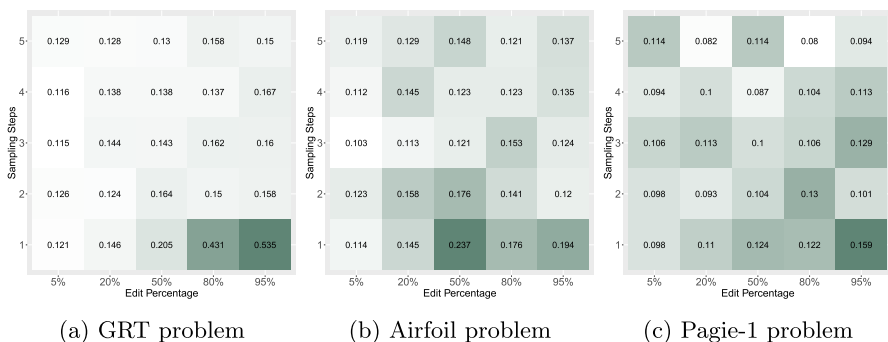 5 0.129 0.128 0.13 0.158 0.15
4 0.116 0.138 0.138 0.137 0.167
3 0.115 0.144 0.143 0.162 0.16
2 0.126 0.124 0.164 0.15 0.158
1 0.121 0.146 0.205 0.431 0.535
Sampling Steps
5% 20% 50% 80% 95%
Edit Percentage
(a) GRT problem
5 0.119 0.129 0.148 0.121 0.137
4 0.112 0.145 0.123 0.123 0.135
3 0.103 0.113 0.121 0.153 0.124
2 0.123 0.158 0.176 0.141 0.12
1 0.114 0.145 0.237 0.176 0.194
Sampling Steps
5% 20% 50% 80% 95%
Edit Percentage
(b) Airfoil problem
5 0.114 0.082 0.114 0.08 0.094
4 0.094 0.1 0.087 0.104 0.113
3 0.106 0.113 0.1 0.106 0.129
2 0.098 0.093 0.104 0.13 0.101
1 0.098 0.11 0.124 0.122 0.159
Sampling Steps
5% 20% 50% 80% 95%
Edit Percentage
(c) Pagie-1 problem